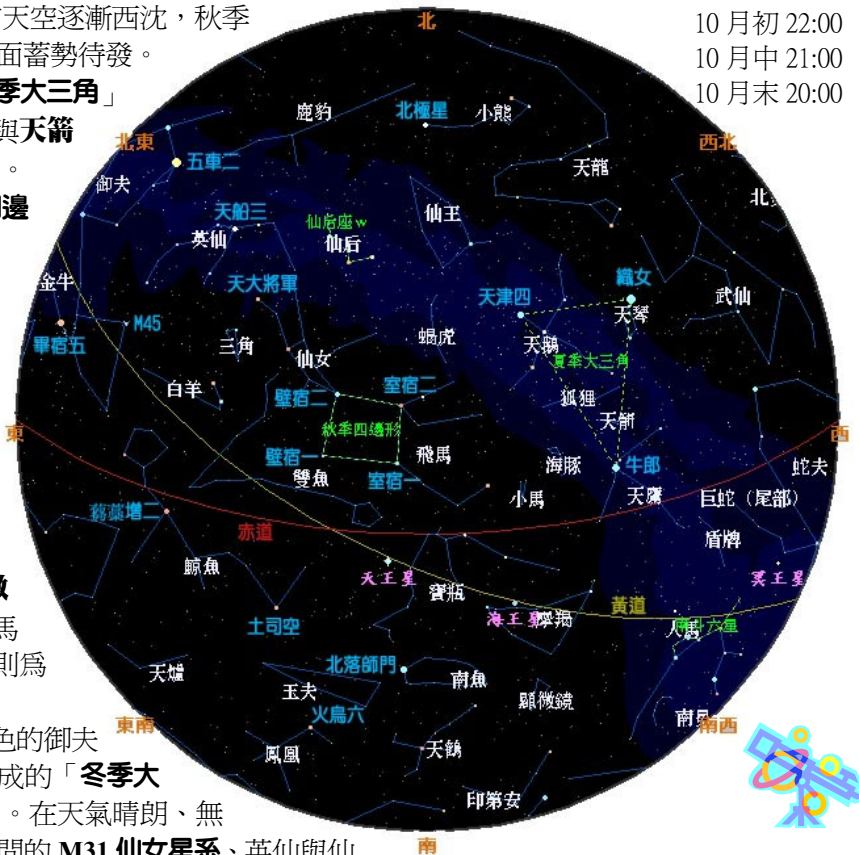 天空逐漸西沈，秋季
面蓄勢待發。
季大三角」
與天箭
。
邊
馬
則為
色的御夫
成的「冬季大
。在天氣晴朗、無
間的 M31 仙女星系、英仙與仙
10 月初 22:00
10 月中 21:00
10 月末 20:00
北
鹿豹
北極星
小熊
北東
西北
五車二
天龍
御夫
北
天船三
仙后座w
仙王
英仙
仙后
金牛
天大將軍
織女
武仙
天津四
天琴
M45
畢宿五
三角
仙女
蝎虎
天鵝
夏季大三角
白羊
壁宿二
室宿二
狐狸
天箭
秋季四邊形
東
西
壁宿一
飛馬
海豚
牛郎
蛇夫
雙魚
室宿一
小馬
天鷹
巨蛇（尾部）
蒭藁增二
赤道
盾牌
鯨魚
天王星
寶瓶
冥王星
海王星
摩羯
黃道
土司空
人馬
南斗六星
天爐
北落師門
南魚
玉夫
顯微鏡
東南
火鳥六
南西
鳳凰
天鶴
印第安
南